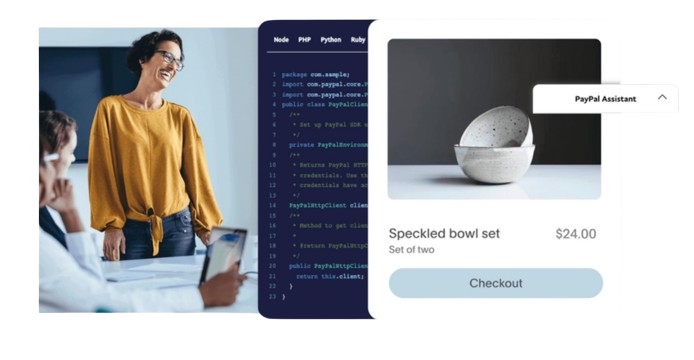 Node PHP Python Ruby
1 package com.sample;
2 import com.paypal.core.
3 import com.paypal.core.
4 public class PayPalClien
5 /**
6 * Set up PayPal SDK
7 */
8 private PayPalEnvironme
9 /**
10 * Returns PayPal HTTP
11 * credentials. Use th
12 * credentials have ac
13 */
14 PayPalHttpClient clien
15 /**
16 * Method to get clien
17 *
18 * @return PayPalHttpC
19 */
20 public PayPalHttpClien
21 return this.client;
22 }
23 }
PayPal Assistant
Speckled bowl set $24.00
Set of two
Checkout